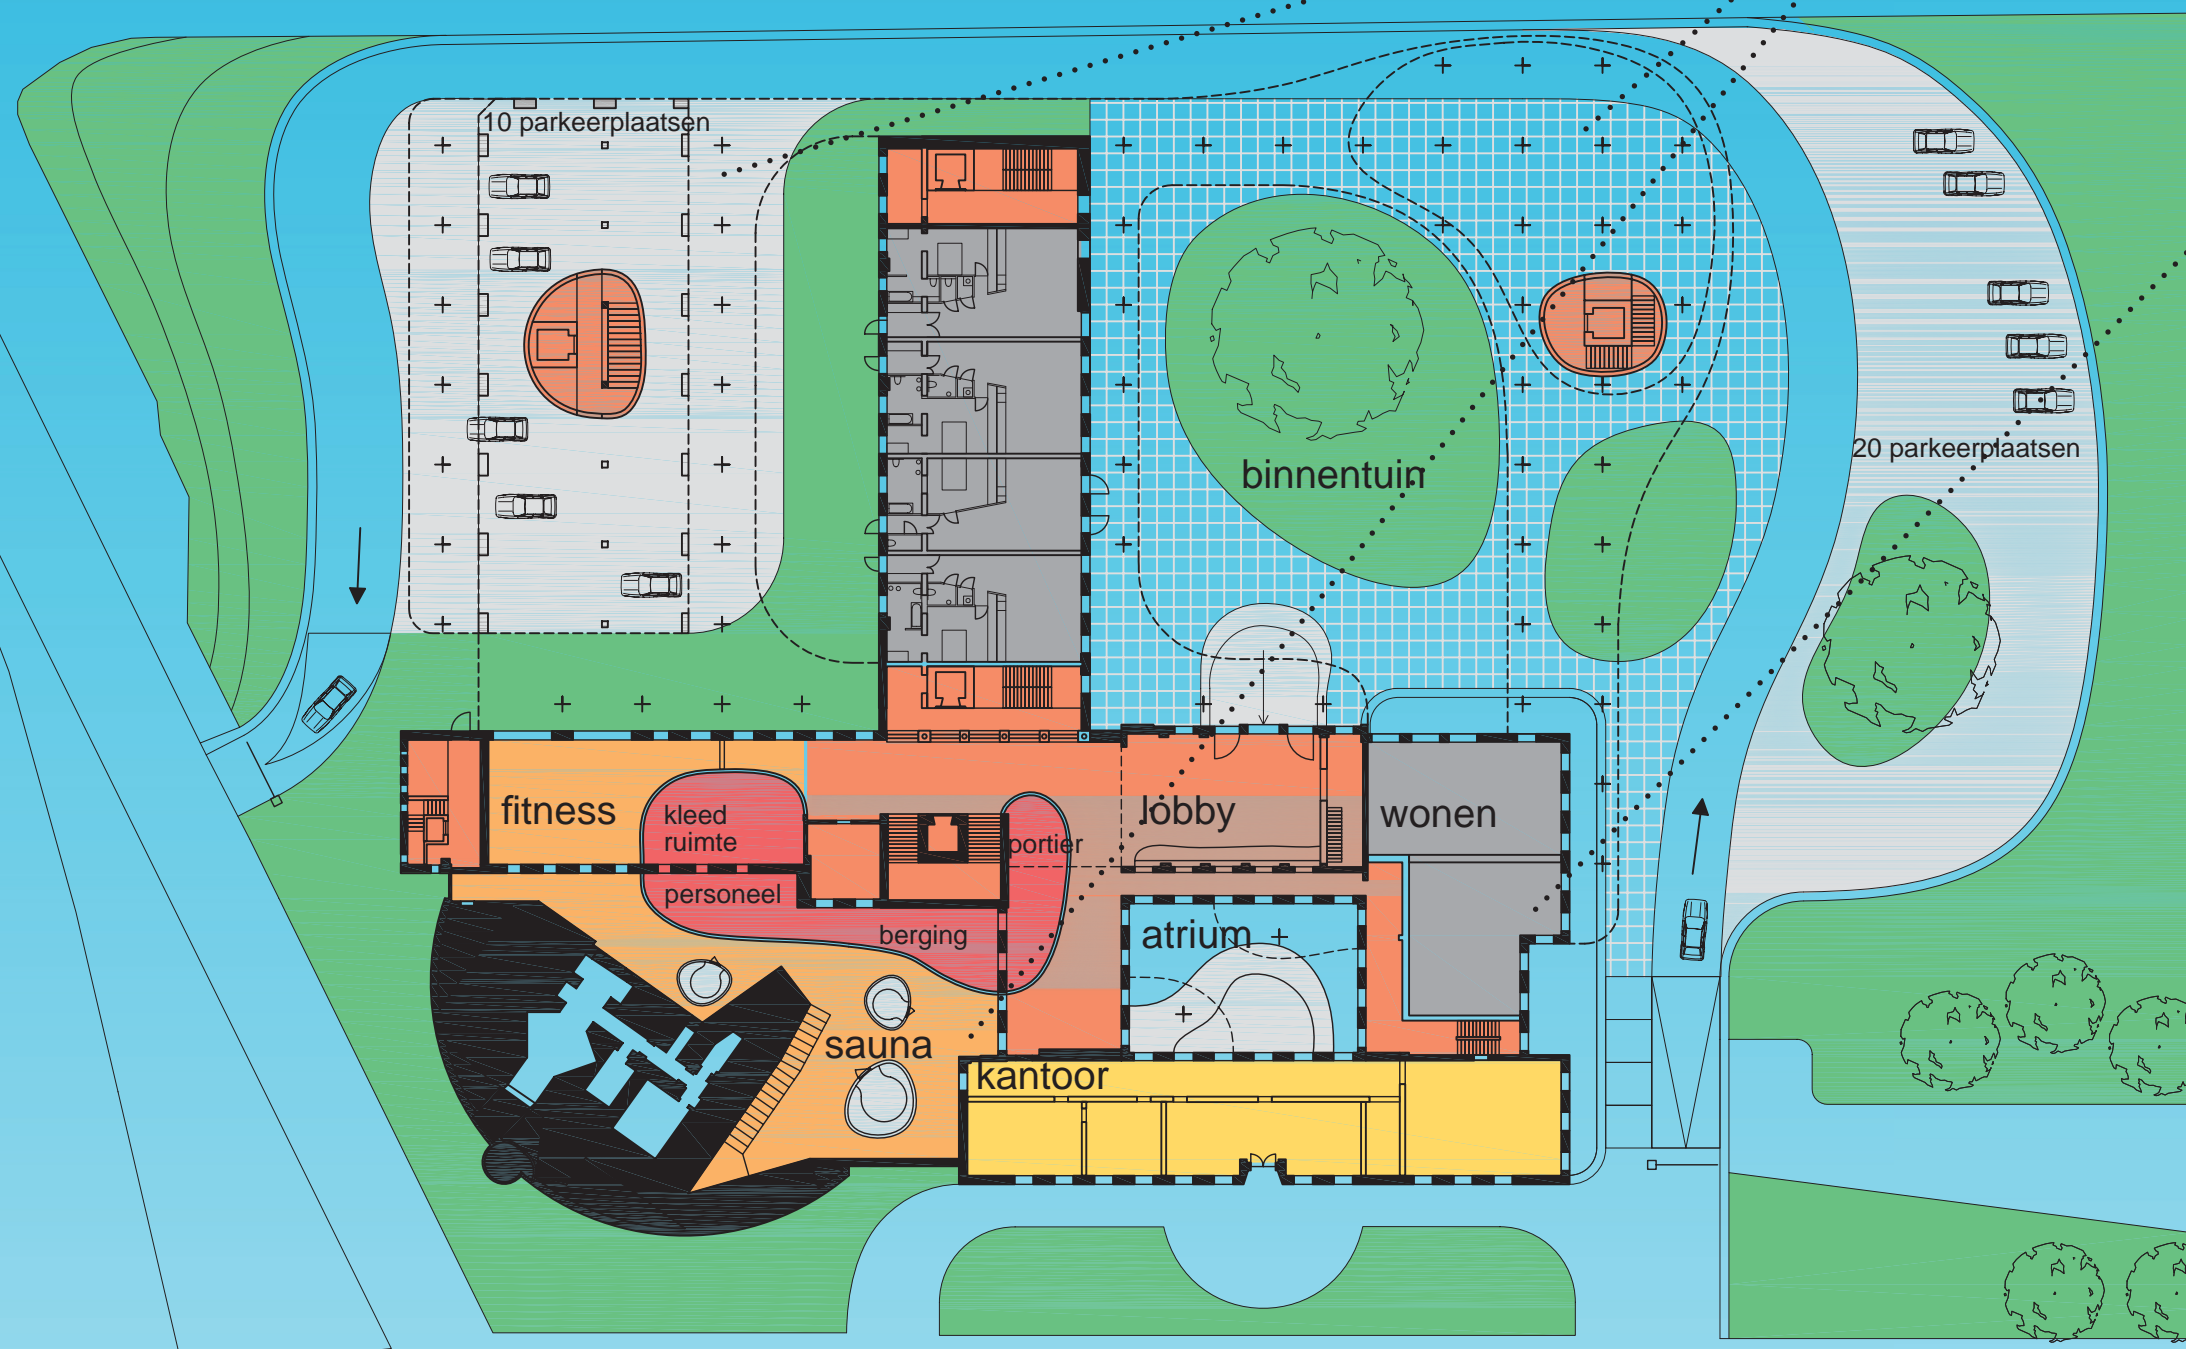 10 parkeerplaatsen
20 parkeerplaatsen
binnentuin
fitness
kleed
ruimte
portier
lobby
wonen
personeel
berging
atrium
sauna
kantoor